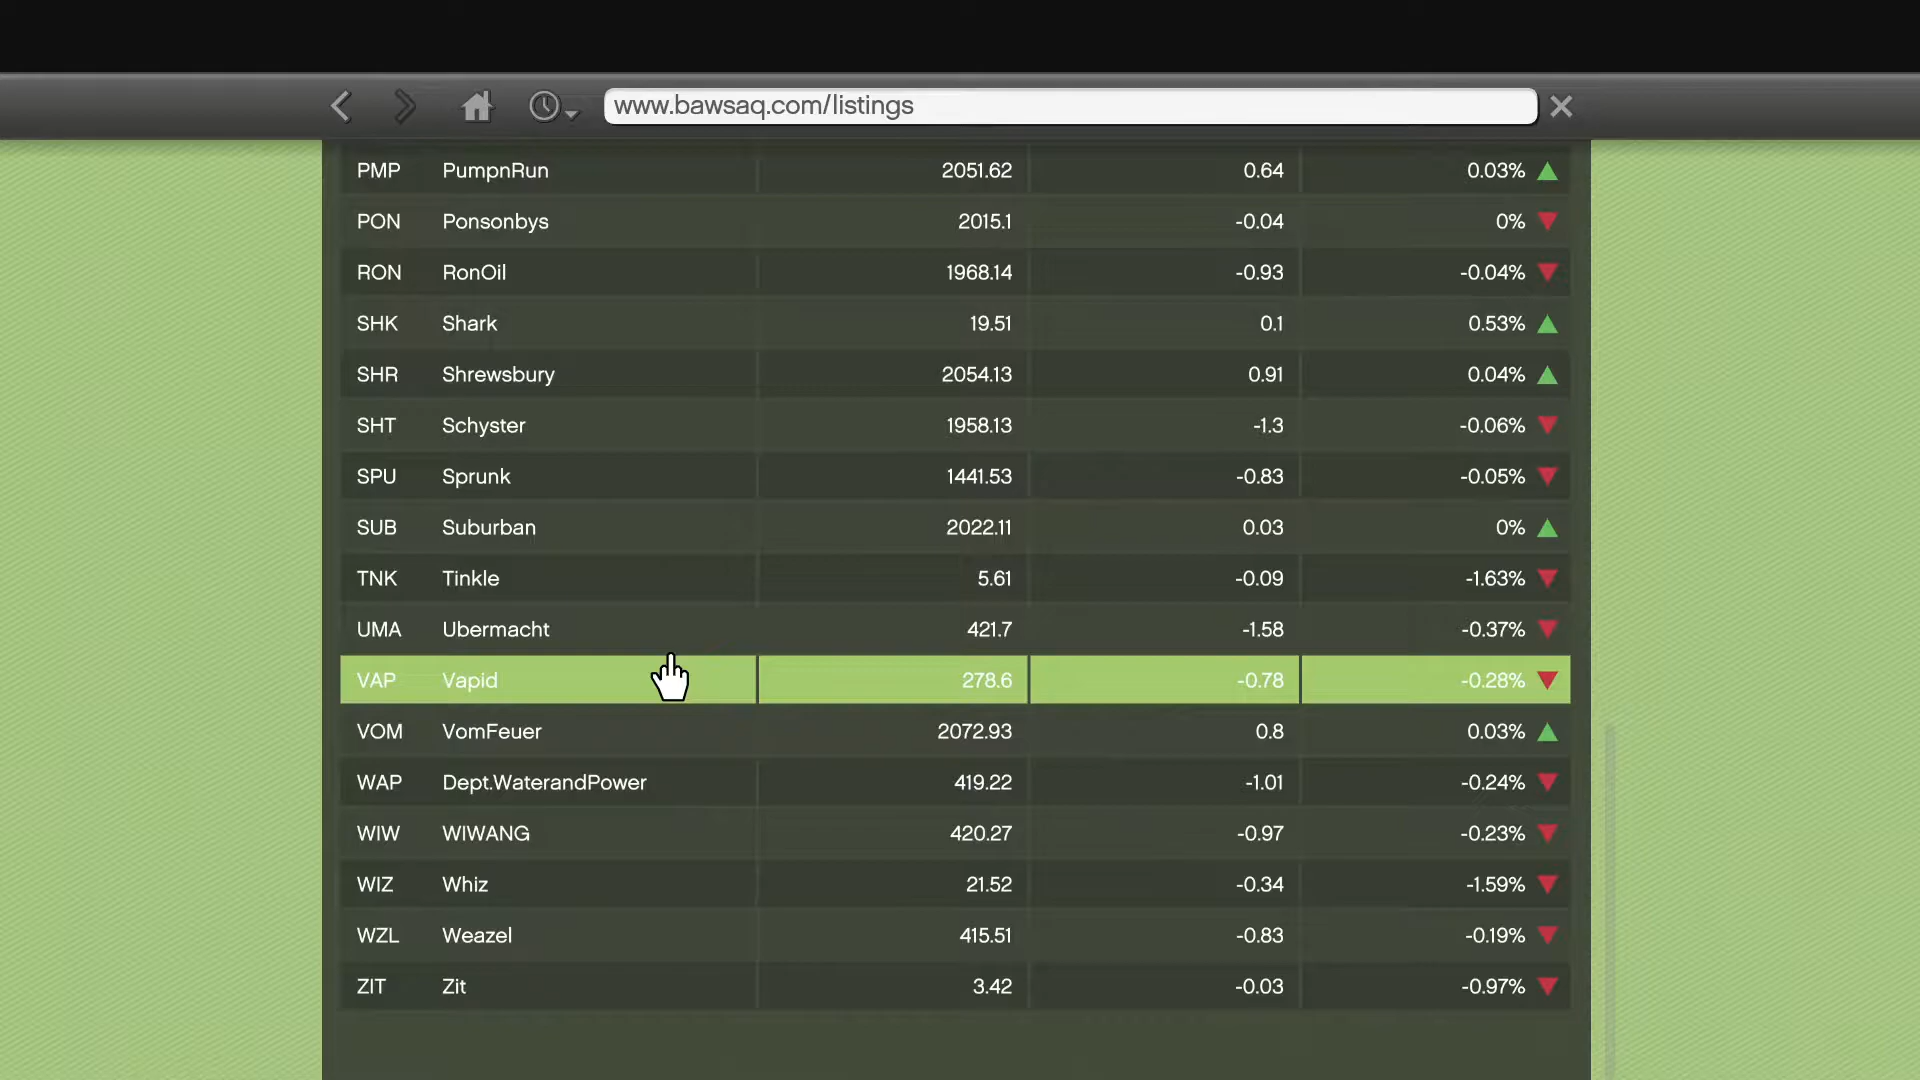 www.bawsaq.com/listings
PMP PumpnRun 2051.62 0.64 0.03%
PON Ponsonbys 2015.1 -0.04 0%
RON RonOil 1968.14 -0.93 -0.04%
SHK Shark 19.51 0.1 0.53%
SHR Shrewsbury 2054.13 0.91 0.04%
SHT Schyster 1958.13 -1.3 -0.06%
SPU Sprunk 1441.53 -0.83 -0.05%
SUB Suburban 2022.11 0.03 0%
TNK Tinkle 5.61 -0.09 -1.63%
UMA Ubermacht 421.7 -1.58 -0.37%
VAP Vapid 278.6 -0.78 -0.28%
VOM VomFeuer 2072.93 0.8 0.03%
WAP Dept.WaterandPower 419.22 -1.01 -0.24%
WIW WIWANG 420.27 -0.97 -0.23%
WIZ Whiz 21.52 -0.34 -1.59%
WZL Weazel 415.51 -0.83 -0.19%
ZIT Zit 3.42 -0.03 -0.97%